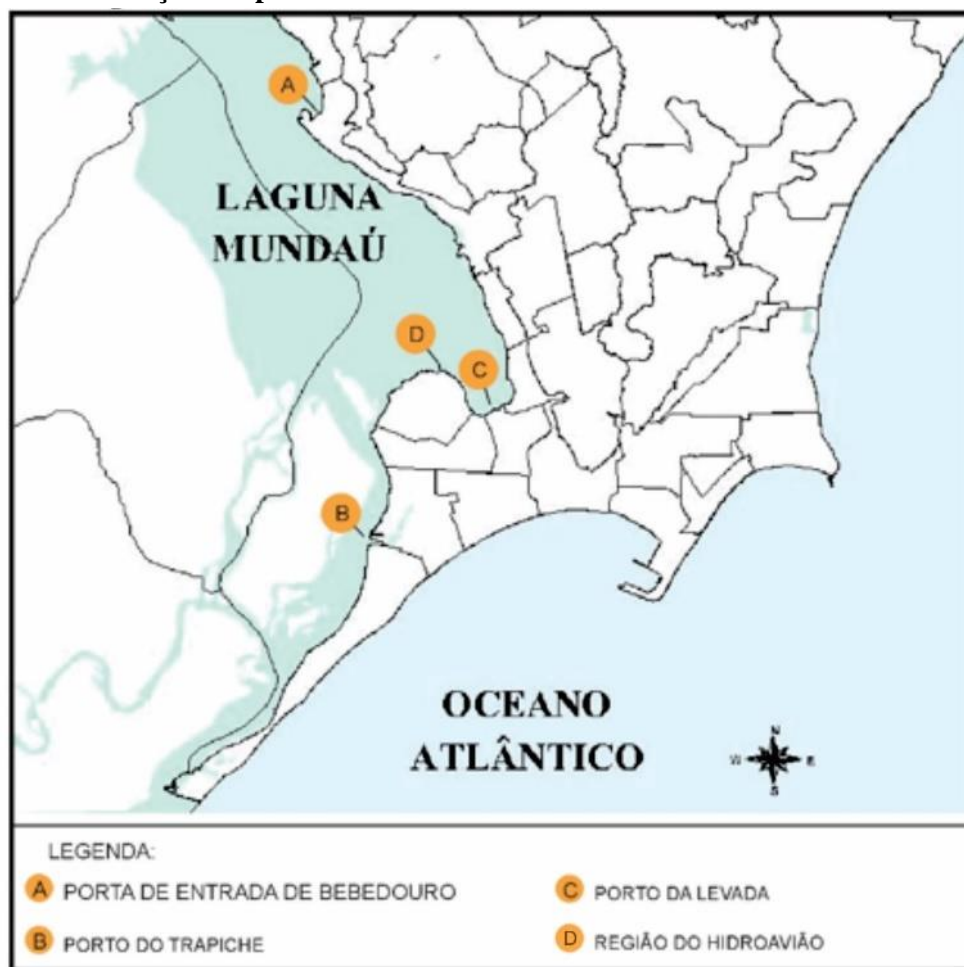 A
LAGUNA
MUNDAÚ
D
C
B
OCEANO
ATLÂNTICO
N
W E
S
LEGENDA:
A PORTA DE ENTRADA DE BEBEDOURO
B PORTO DO TRAPICHE
C PORTO DA LEVADA
D REGIÃO DO HIDROAVIÃO